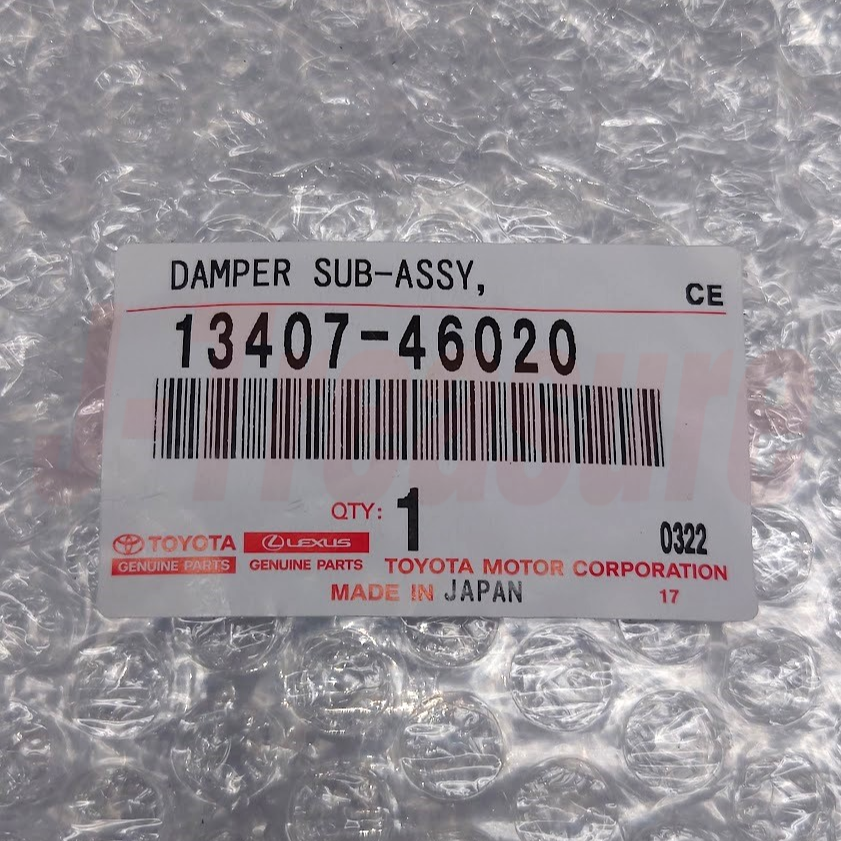 DAMPER SUB-ASSY,
CE
13407-46020
QTY: 1
0322
TOYOTA LEXUS
GENUINE PARTS GENUINE PARTS TOYOTA MOTOR CORPORATION
MADE IN JAPAN 17
J-Treasure